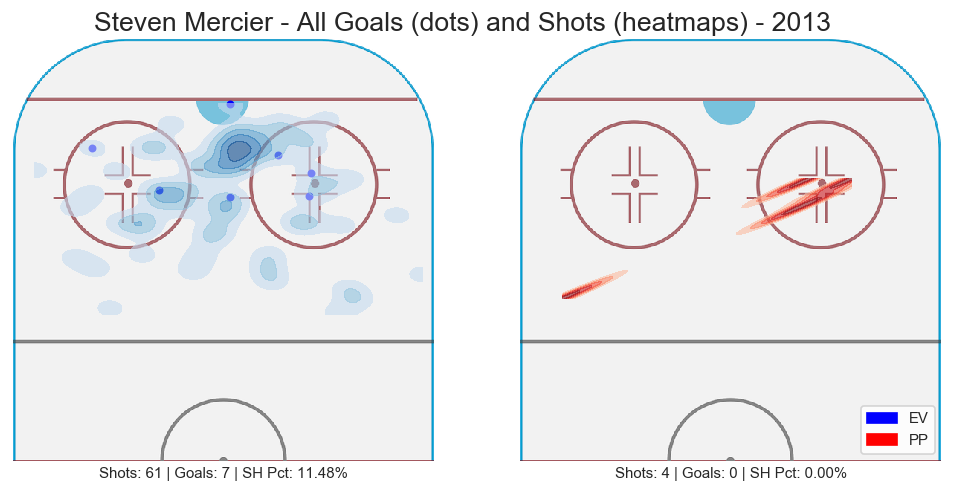 Steven Mercier - All Goals (dots) and Shots (heatmaps) - 2013
EV
PP
Shots: 61 | Goals: 7 | SH Pct: 11.48%
Shots: 4 | Goals: 0 | SH Pct: 0.00%